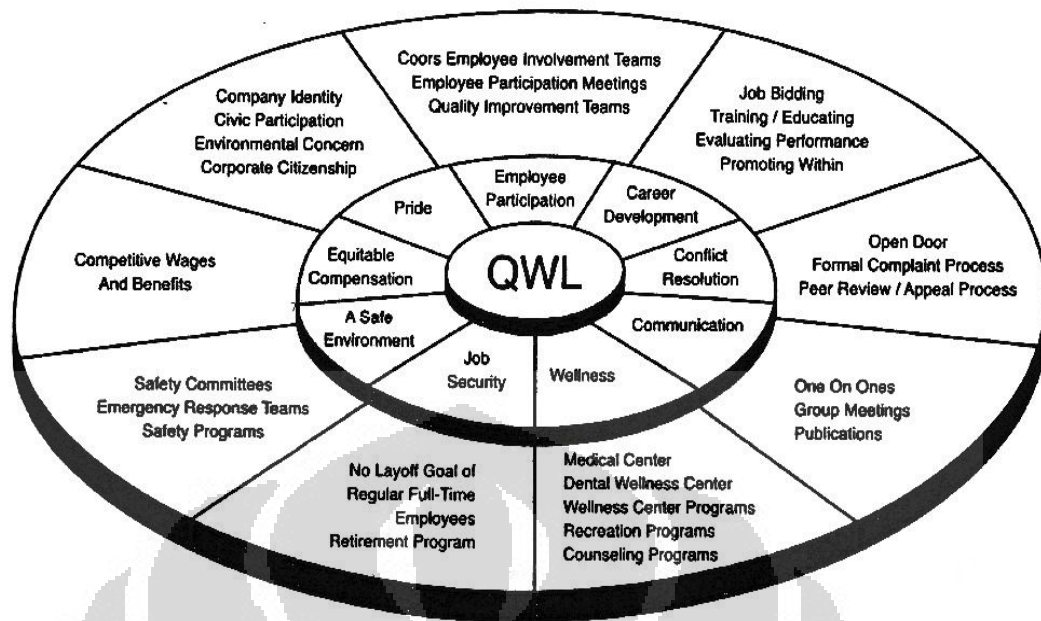 Coors Employee Involvement Teams
Employee Participation Meetings
Quality Improvement Teams
Company Identity
Civic Participation
Environmental Concern
Corporate Citizenship
Job Bidding
Training / Educating
Evaluating Performance
Promoting Within
Employee
Participation
Pride
Career
Development
Equitable
Compensation
QWL
Conflict
Resolution
Competitive Wages
And Benefits
Open Door
Formal Complaint Process
Peer Review / Appeal Process
A Safe
Environment
Communication
Job
Security
Wellness
Safety Committees
Emergency Response Teams
Safety Programs
One On Ones
Group Meetings
Publications
No Layoff Goal of
Regular Full-Time
Employees
Retirement Program
Medical Center
Dental Wellness Center
Wellness Center Programs
Recreation Programs
Counseling Programs